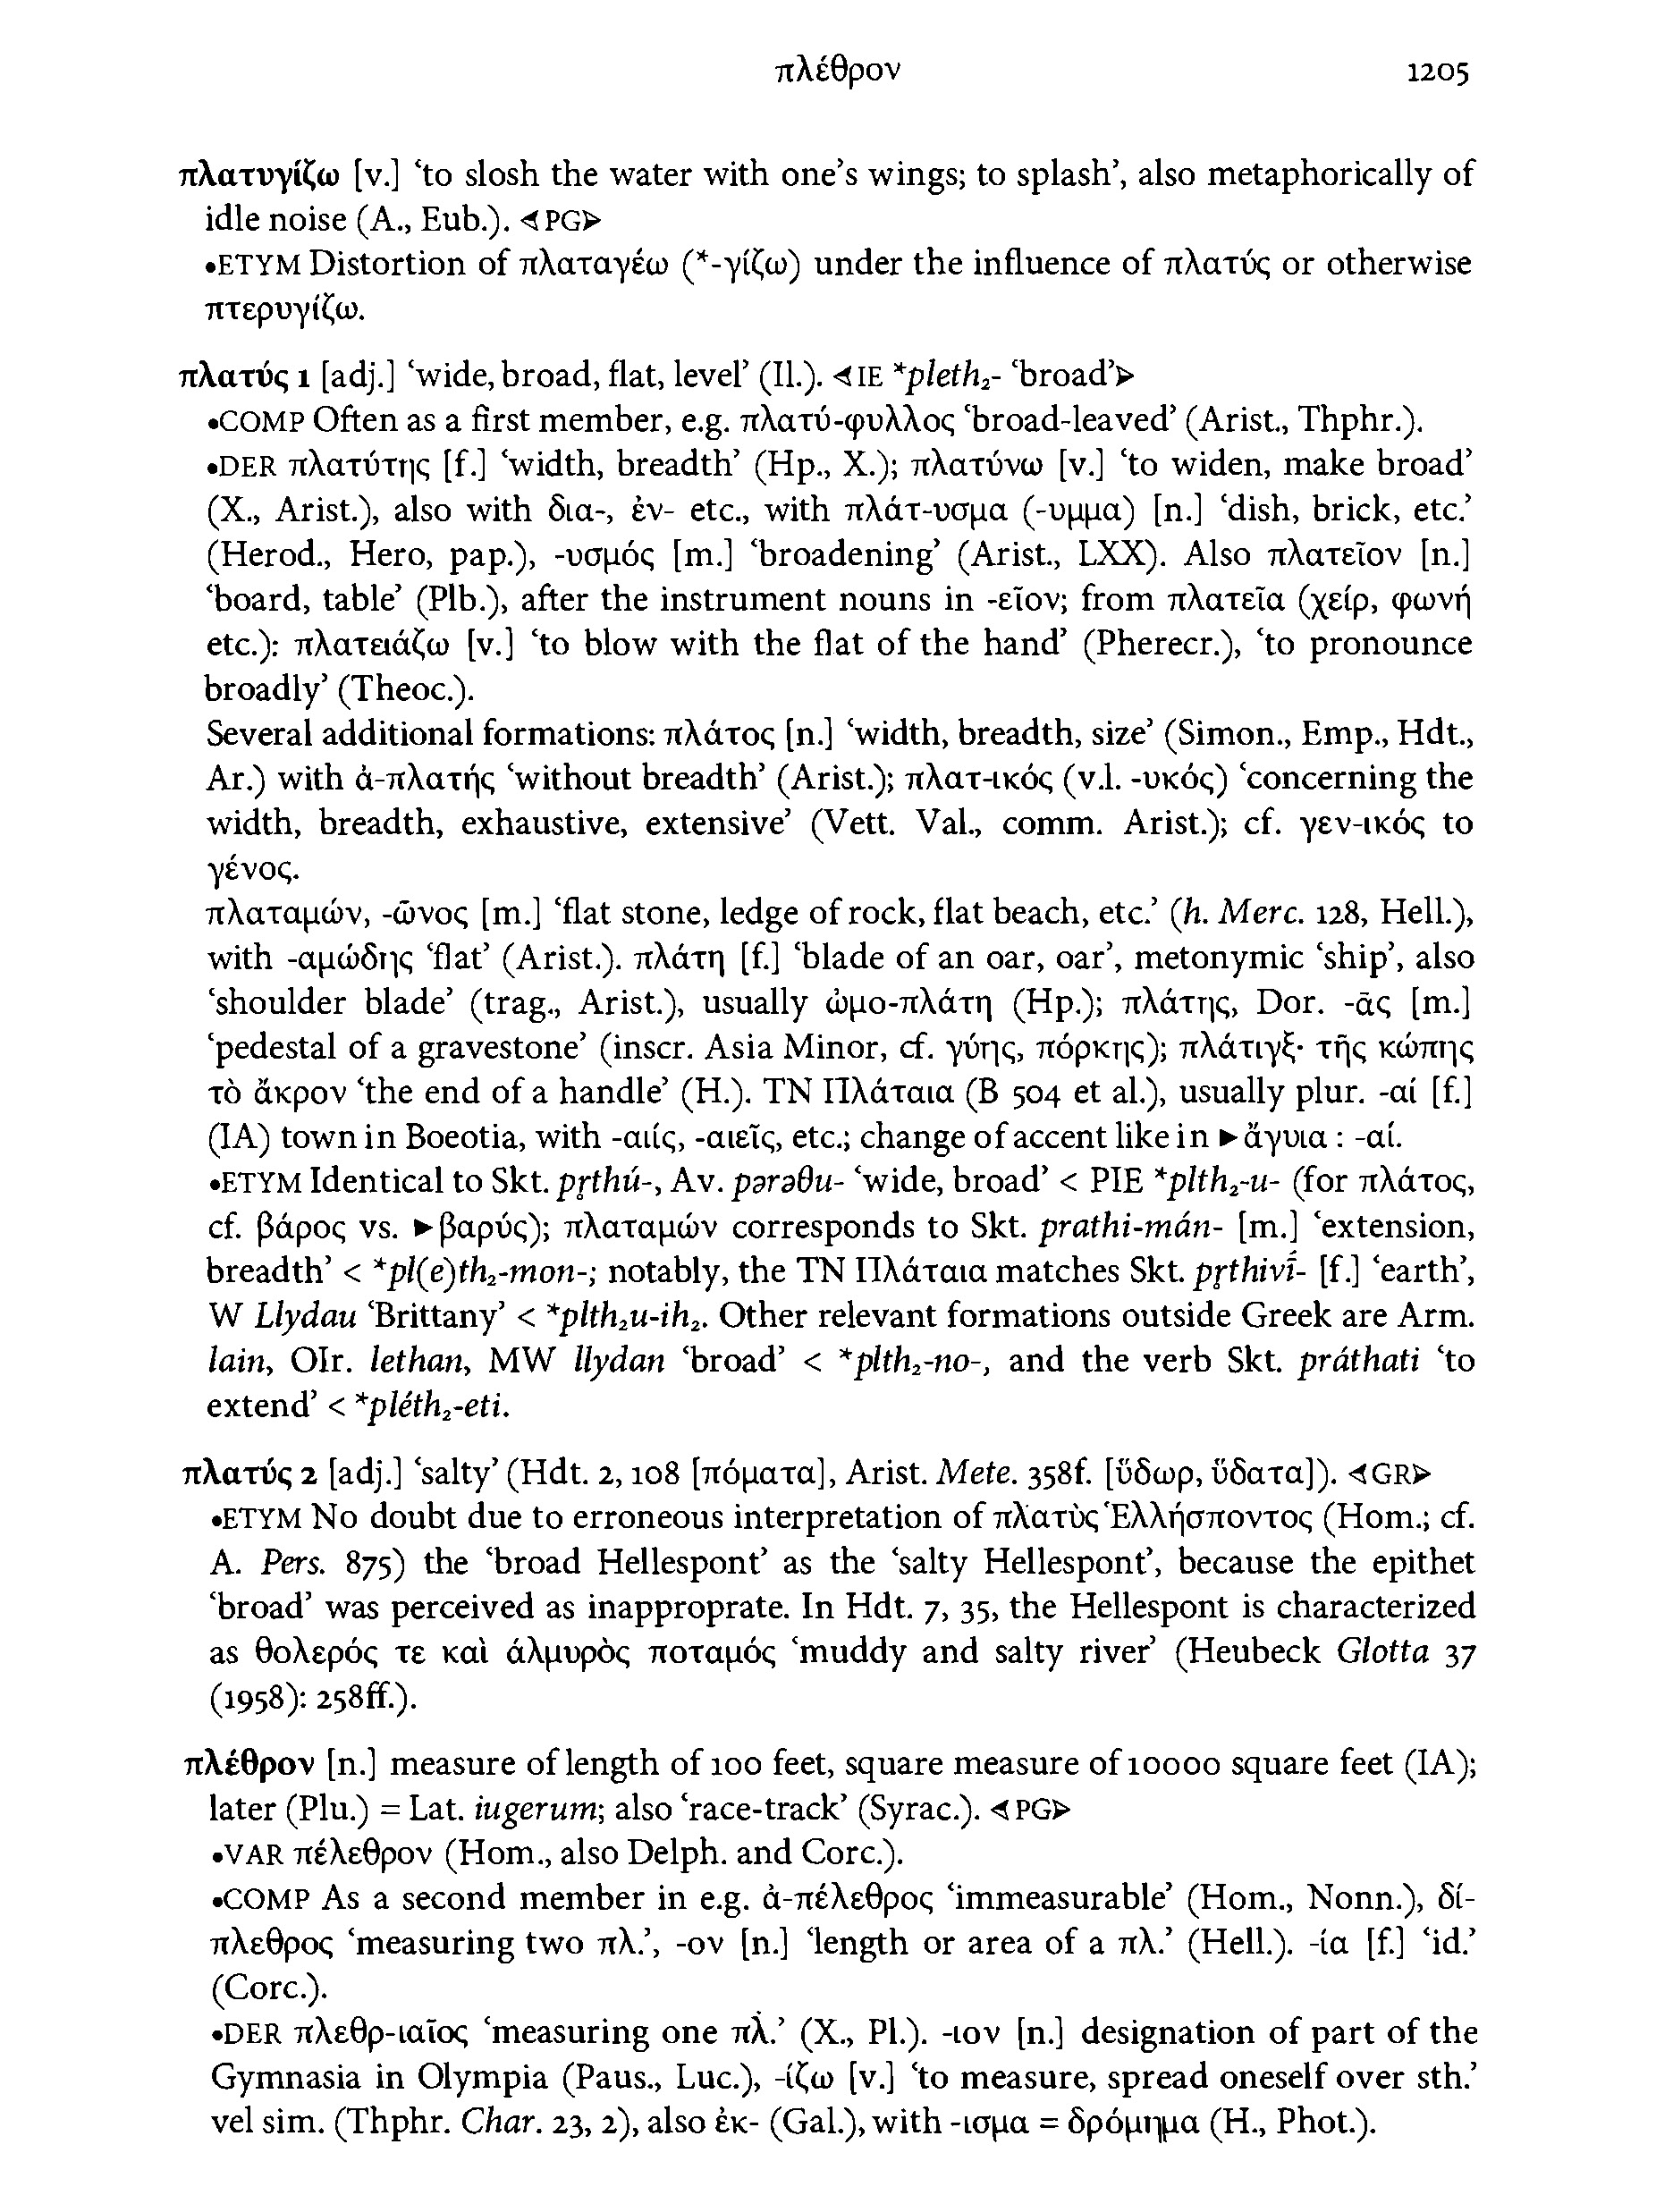 πλέθρον 1205
πλατυγίζω [v.] ‘to slosh the water with one’s wings; to splash’, also metaphorically of
idle noise (A., Eub.). ⊲PG⊳
•ETYM Distortion of πλαταγέω (*-γίζω) under the influence of πλατύς or otherwise
πτερυγίζω.
πλατύς 1 [adj.] ‘wide, broad, flat, level’ (Il.). ⊲IE *pleth₂- ‘broad’⊳
•COMP Often as a first member, e.g. πλατύ-φυλλος ‘broad-leaved’ (Arist., Thphr.).
•DER πλατύτης [f.] ‘width, breadth’ (Hp., X.); πλατύνω [v.] ‘to widen, make broad’
(X., Arist.), also with δια-, ἐν- etc., with πλάτ-υσμα (-υμμα) [n.] ‘dish, brick, etc.’
(Herod., Hero, pap.), -υσμός [m.] ‘broadening’ (Arist., LXX). Also πλατεῖον [n.]
‘board, table’ (Plb.), after the instrument nouns in -εῖον; from πλατεῖα (χείρ, φωνή
etc.): πλατειάζω [v.] ‘to blow with the flat of the hand’ (Pherecr.), ‘to pronounce
broadly’ (Theoc.).
Several additional formations: πλάτος [n.] ‘width, breadth, size’ (Simon., Emp., Hdt.,
Ar.) with ἀ-πλατής ‘without breadth’ (Arist.); πλατ-ικός (v.l. -υκός) ‘concerning the
width, breadth, exhaustive, extensive’ (Vett. Val., comm. Arist.); cf. γεν-ικός to
γένος.
πλαταμών, -ῶνος [m.] ‘flat stone, ledge of rock, flat beach, etc.’ (h. Merc. 128, Hell.),
with -αμώδης ‘flat’ (Arist.). πλάτη [f.] ‘blade of an oar, oar’, metonymic ‘ship’, also
‘shoulder blade’ (trag., Arist.), usually ὠμο-πλάτη (Hp.); πλάτης, Dor. -ᾱς [m.]
‘pedestal of a gravestone’ (inscr. Asia Minor, cf. γύης, πόρκης); πλάτιγξ· τῆς κώπης
τὸ ἄκρον ‘the end of a handle’ (H.). TN Πλάταια (B 504 et al.), usually plur. -αί [f.]
(IA) town in Boeotia, with -αιίς, -αιεῖς, etc.; change of accent like in ►ἄγυια : -αί.
•ETYM Identical to Skt. pṛthú-, Av. pərəθu- ‘wide, broad’ < PIE *plth₂-u- (for πλάτος,
cf. βάρος vs. ►βαρύς); πλαταμών corresponds to Skt. prathi-mán- [m.] ‘extension,
breadth’ < *pl(e)th₂-mon-; notably, the TN Πλάταια matches Skt. pṛthivī́- [f.] ‘earth’,
W Llydau ‘Brittany’ < *plth₂u-ih₂. Other relevant formations outside Greek are Arm.
lain, OIr. lethan, MW llydan ‘broad’ < *plth₂-no-, and the verb Skt. práthati ‘to
extend’ < *pléth₂-eti.
πλατύς 2 [adj.] ‘salty’ (Hdt. 2, 108 [πόματα], Arist. Mete. 358f. [ὕδωρ, ὕδατα]). ⊲GR⊳
•ETYM No doubt due to erroneous interpretation of πλατὺς Ἑλλήσποντος (Hom.; cf.
A. Pers. 875) the ‘broad Hellespont’ as the ‘salty Hellespont’, because the epithet
‘broad’ was perceived as inapproprate. In Hdt. 7, 35, the Hellespont is characterized
as θολερός τε καὶ ἁλμυρὸς ποταμός ‘muddy and salty river’ (Heubeck Glotta 37
(1958): 258ff.).
πλέθρον [n.] measure of length of 100 feet, square measure of 10000 square feet (IA);
later (Plu.) = Lat. iugerum; also ‘race-track’ (Syrac.). ⊲PG⊳
•VAR πέλεθρον (Hom., also Delph. and Corc.).
•COMP As a second member in e.g. ἀ-πέλεθρος ‘immeasurable’ (Hom., Nonn.), δί-
πλεθρος ‘measuring two πλ.’, -ον [n.] ‘length or area of a πλ.’ (Hell.). -ία [f.] ‘id.’
(Corc.).
•DER πλεθρ-ιαῖος ‘measuring one πλ.’ (X., Pl.). -ιον [n.] designation of part of the
Gymnasia in Olympia (Paus., Luc.), -ίζω [v.] ‘to measure, spread oneself over sth.’
vel sim. (Thphr. Char. 23, 2), also ἐκ- (Gal.), with -ισμα = δρόμημα (H., Phot.).